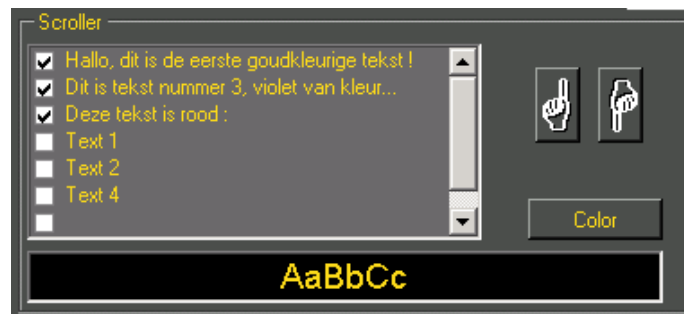 Scroller
Hallo, dit is de eerste goudkleurige tekst !
Dit is tekst nummer 3, violet van kleur...
Deze tekst is rood :
Text 1
Text 2
Text 4
Color
AaBbCc